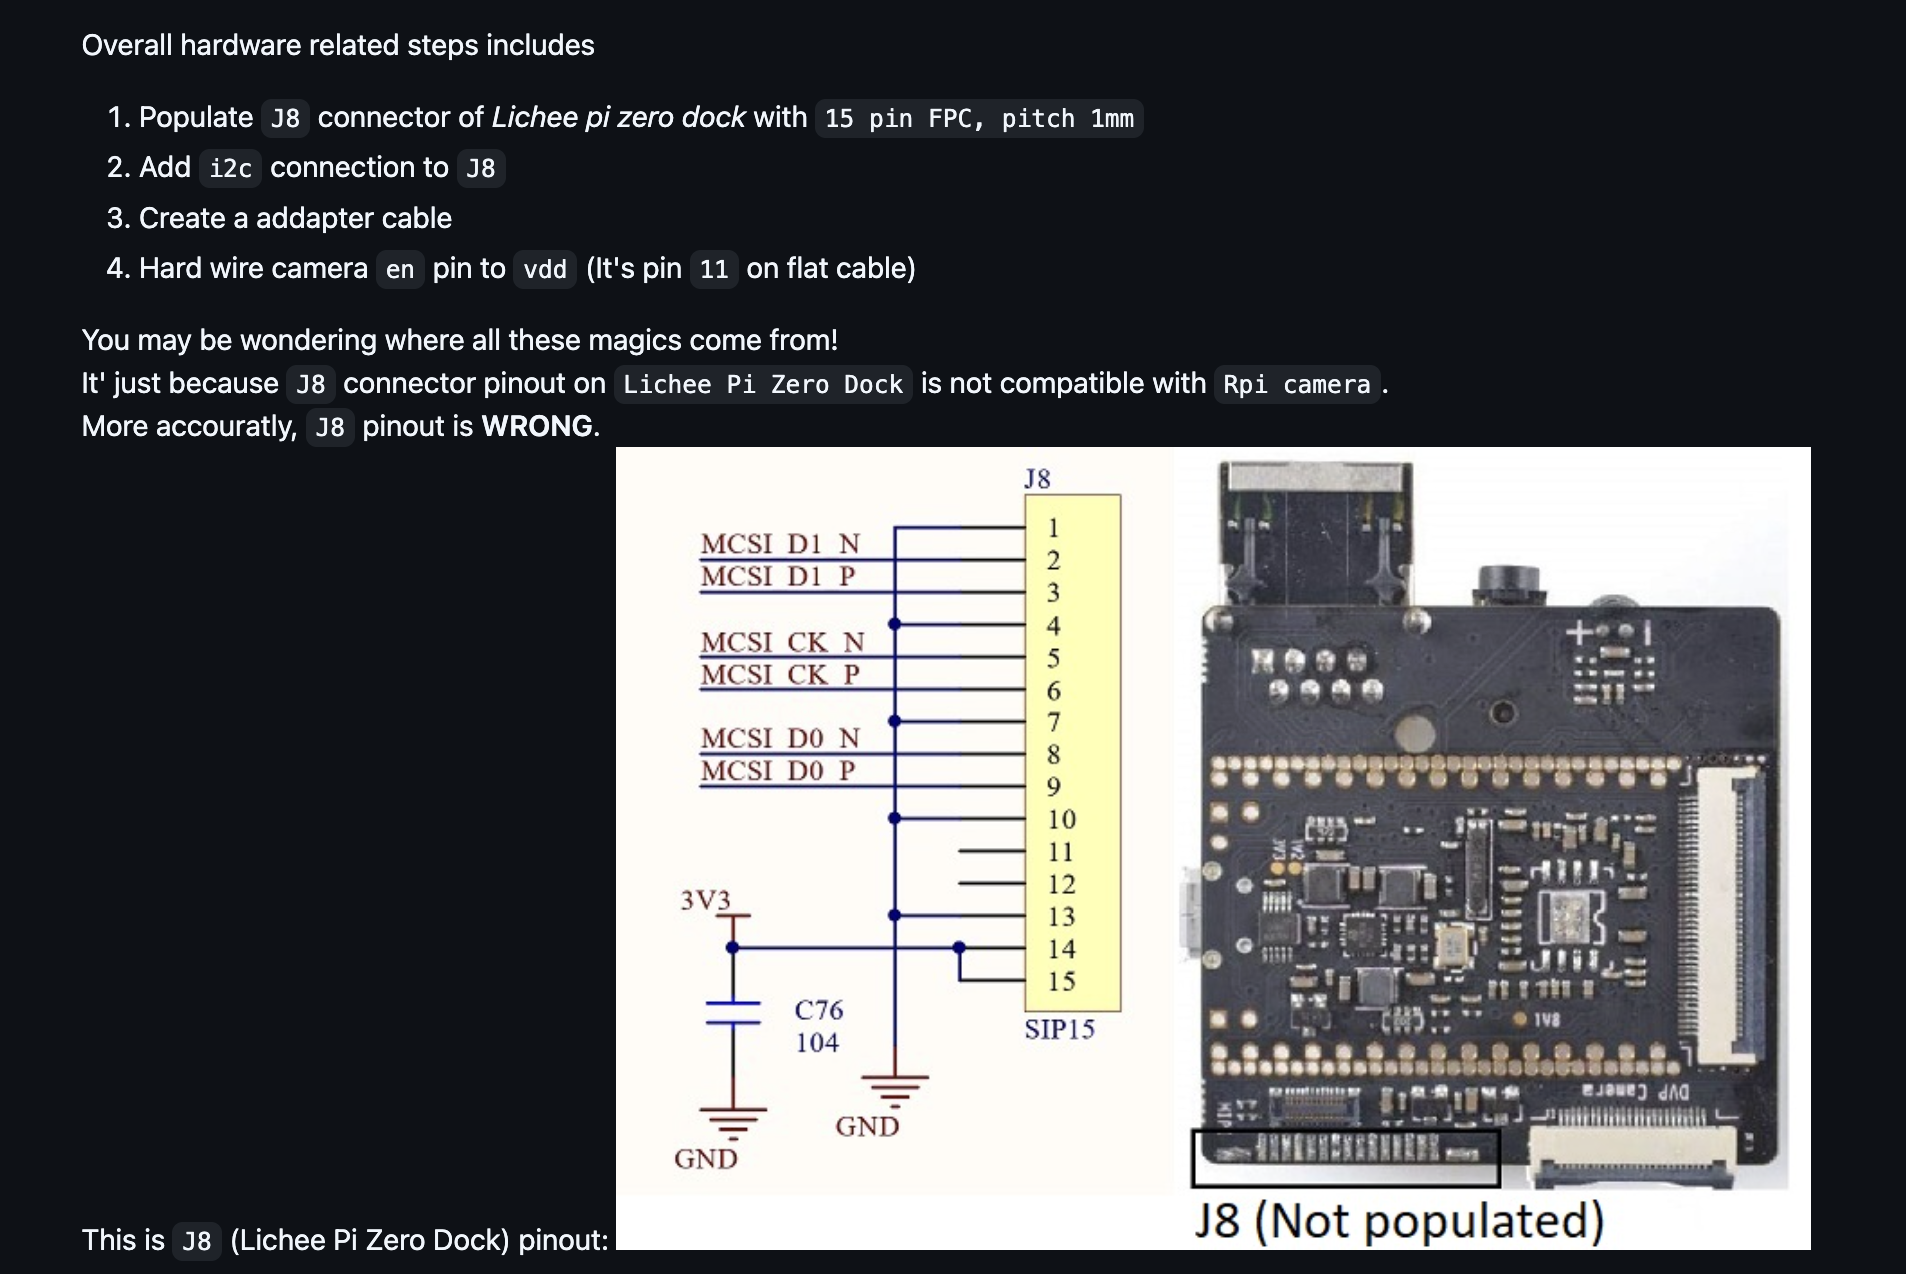 Overall hardware related steps includes
1. Populate J8 connector of Lichee pi zero dock with 15 pin FPC, pitch 1mm
2. Add i2c connection to J8
3. Create a addapter cable
4. Hard wire camera en pin to vdd (It's pin 11 on flat cable)
You may be wondering where all these magics come from!
It' just because J8 connector pinout on Lichee Pi Zero Dock is not compatible with Rpi camera.
More accouratly, J8 pinout is WRONG.
J8
1
MCSI D1 N
2
MCSI D1 P
3
4
MCSI CK N
5
MCSI CK P
6
7
MCSI D0 N
8
MCSI D0 P
9
10
11
12
3V3
13
14
15
C76
104
SIP15
GND
GND
+
3V3
1V2
1V8
DVP Camera
J8 (Not populated)
This is J8 (Lichee Pi Zero Dock) pinout: